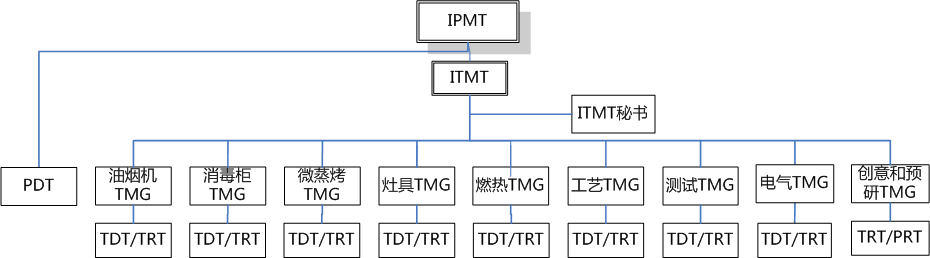 IPMT
ITMT
ITMT秘书
PDT
油烟机
TMG
消毒柜
TMG
微蒸烤
TMG
灶具TMG
燃热TMG
工艺TMG
测试TMG
电气TMG
创意和预
研TMG
TDT/TRT
TDT/TRT
TDT/TRT
TDT/TRT
TDT/TRT
TDT/TRT
TDT/TRT
TDT/TRT
TRT/PRT